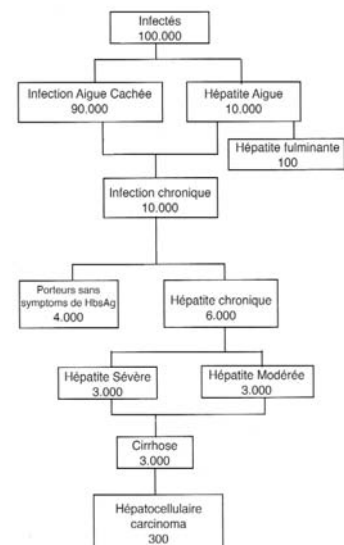 Infectés
100.000
Infection Aigue Cachée
90.000
Hépatite Aigue
10.000
Hépatite fulminante
100
Infection chronique
10.000
Porteurs sans
symptoms de HbsAg
4.000
Hépatite chronique
6.000
Hépatite Sévère
3.000
Hépatite Modérée
3.000
Cirrhose
3.000
Hépatocellulaire
carcinoma
300